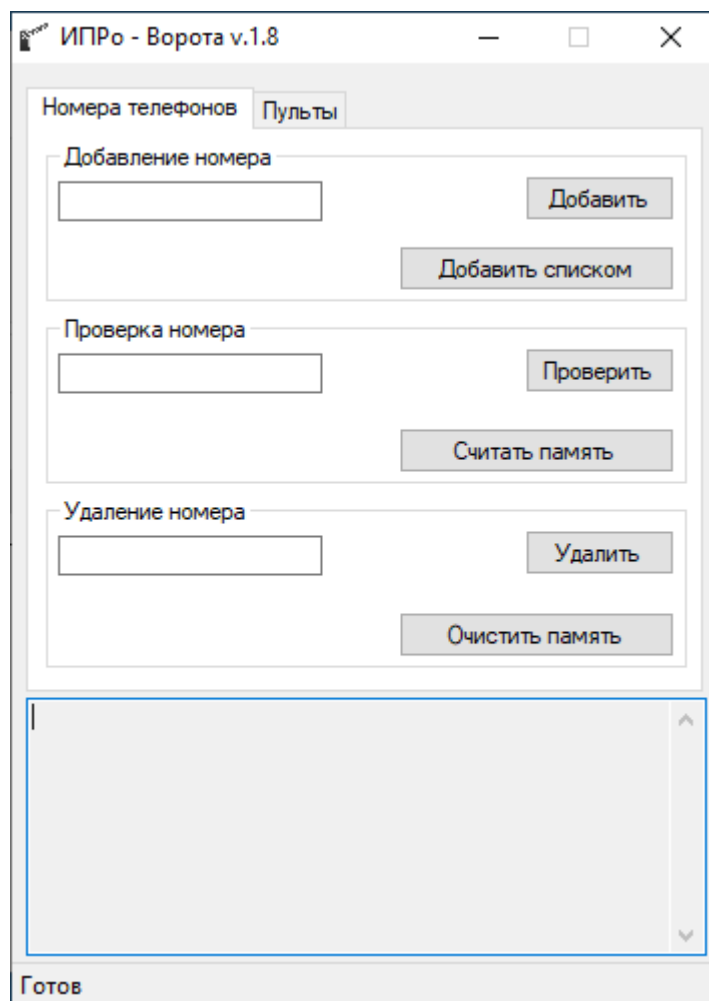 ИПРо - Ворота v.1.8
Номера телефонов Пульты
Добавление номера
Добавить
Добавить списком
Проверка номера
Проверить
Считать память
Удаление номера
Удалить
Очистить память
Готов